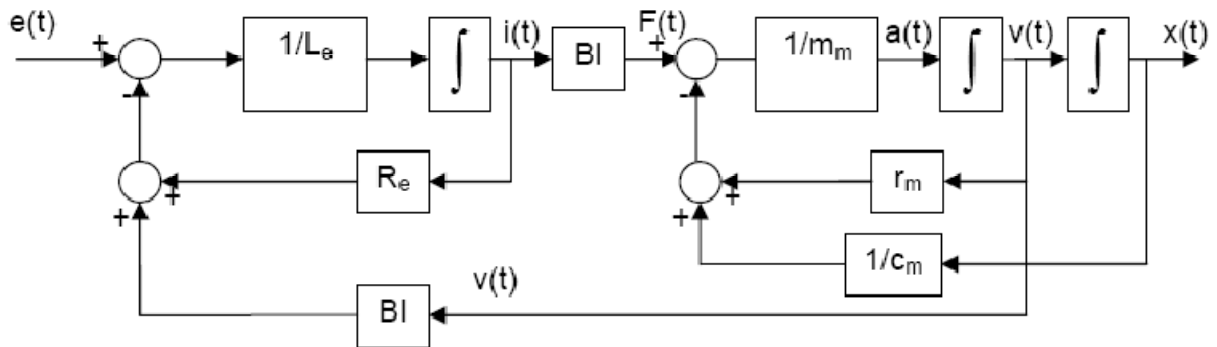 e(t)
+
-
1/Le
∫
i(t)
Bl
F(t)
+
-
1/mm
a(t)
∫
v(t)
∫
x(t)
+
+
Re
+
+
rm
1/cm
Bl
v(t)